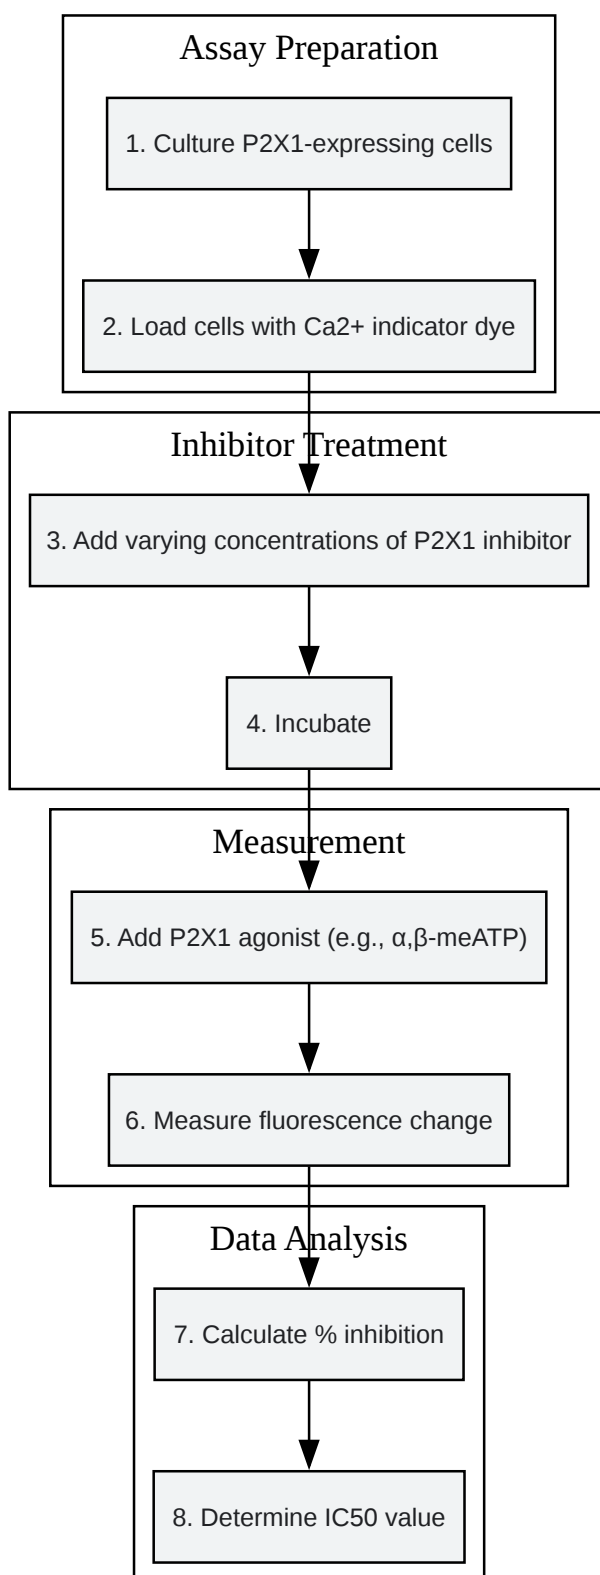 Assay Preparation
1. Culture P2X1-expressing cells
2. Load cells with Ca2+ indicator dye
Inhibitor Treatment
3. Add varying concentrations of P2X1 inhibitor
4. Incubate
Measurement
5. Add P2X1 agonist (e.g., α,β-meATP)
6. Measure fluorescence change
Data Analysis
7. Calculate % inhibition
8. Determine IC50 value